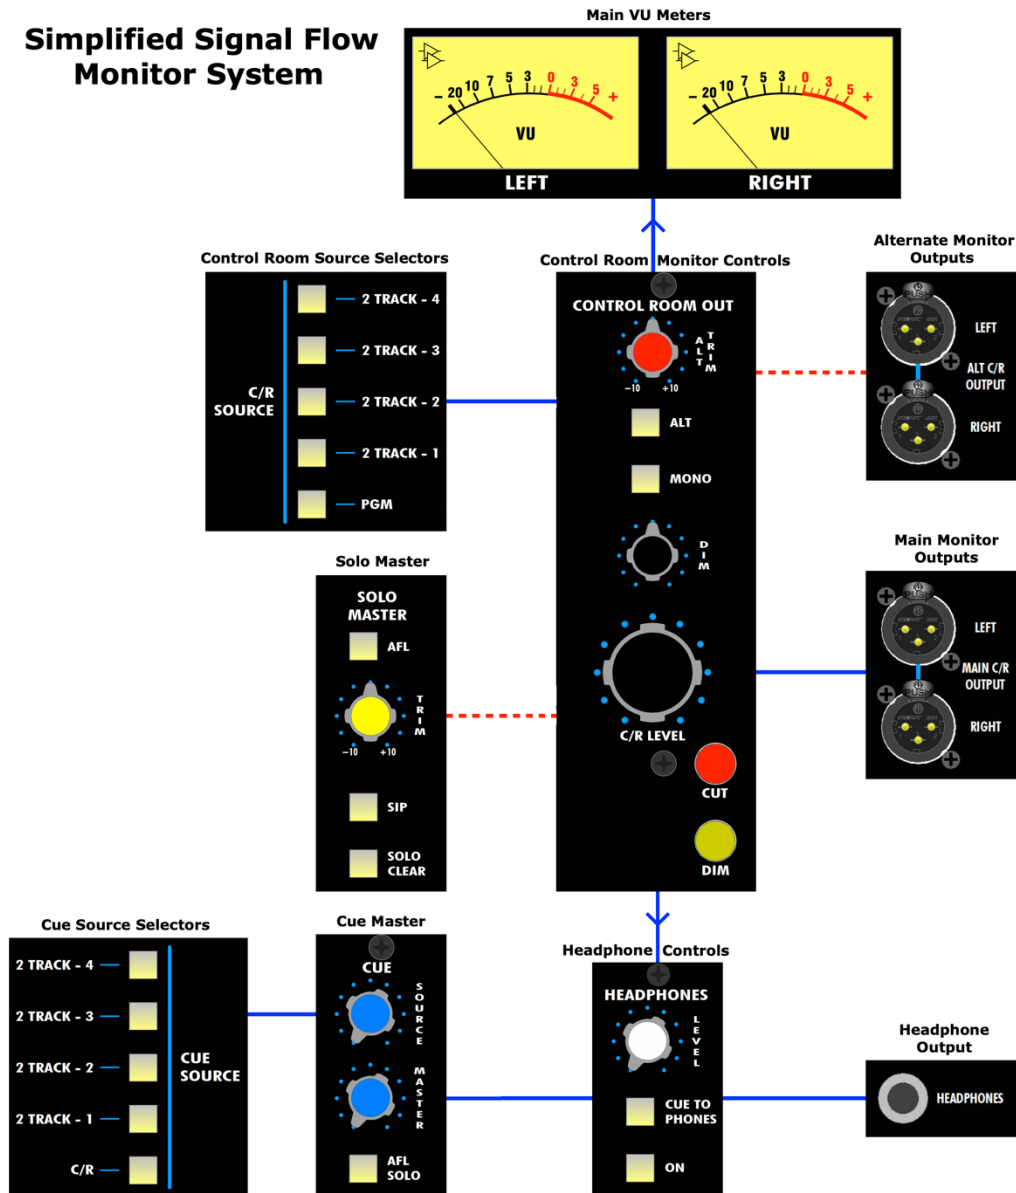 Simplified Signal Flow
Monitor System
Main VU Meters
- 20 10 7 5 3 0 3 5 +
VU
LEFT
- 20 10 7 5 3 0 3 5 +
VU
RIGHT
Control Room Source Selectors
2 TRACK - 4
2 TRACK - 3
C/R
SOURCE
2 TRACK - 2
2 TRACK - 1
PGM
Control Room Monitor Controls
CONTROL ROOM OUT
ALT
TRIM
-10 +10
ALT
MONO
DIM
C/R LEVEL
CUT
DIM
Alternate Monitor
Outputs
PUSH
LEFT
ALT C/R
OUTPUT
PUSH
RIGHT
Main Monitor
Outputs
PUSH
LEFT
MAIN C/R
OUTPUT
PUSH
RIGHT
Solo Master
SOLO
MASTER
AFL
TRIM
-10 +10
SIP
SOLO
CLEAR
Cue Source Selectors
2 TRACK - 4
2 TRACK - 3
2 TRACK - 2
CUE
SOURCE
2 TRACK - 1
C/R
Cue Master
CUE
SOURCE
MASTER
AFL
SOLO
Headphone Controls
HEADPHONES
LEVEL
CUE TO
PHONES
ON
Headphone
Output
HEADPHONES